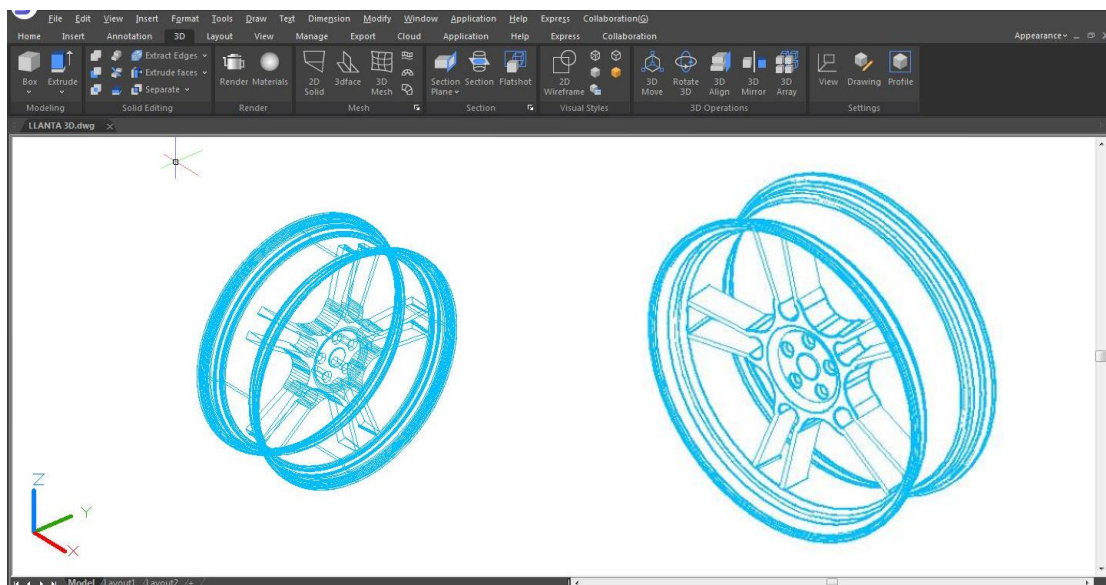 File Edit View Insert Format Tools Draw Text Dimension Modify Window Application Help Express Collaboration(G)
Home Insert Annotation 3D Layout View Manage Export Cloud Application Help Express Collaboration Appearance
Extract Edges
Extrude faces
Separate
Box Extrude Render Materials 2D Solid 3dface 3D Mesh Section Plane Section Flatshot 2D Wireframe 3D Move Rotate 3D 3D Align 3D Mirror 3D Array View Drawing Profile
Modeling Solid Editing Render Mesh Section Visual Styles 3D Operations Settings
LLANTA 3D.dwg
Z
Y
X
Model Layout1 Layout2 +